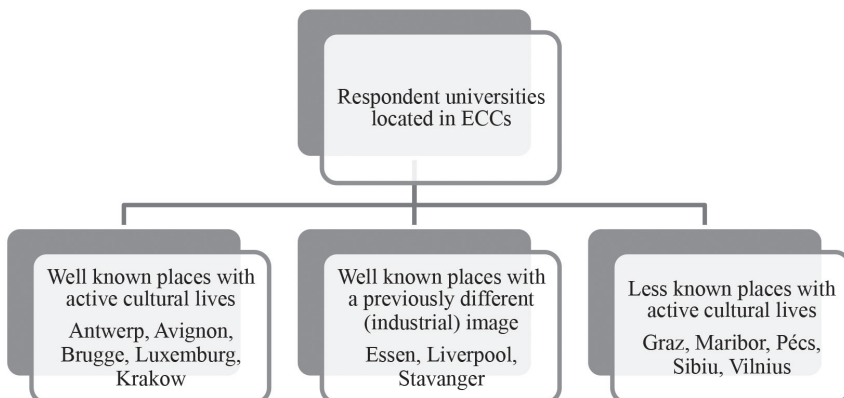 Respondent universities
located in ECCs
Well known places with
active cultural lives
Antwerp, Avignon,
Brugge, Luxemburg,
Krakow
Well known places with
a previously different
(industrial) image
Essen, Liverpool,
Stavanger
Less known places with
active cultural lives
Graz, Maribor, Pécs,
Sibiu, Vilnius